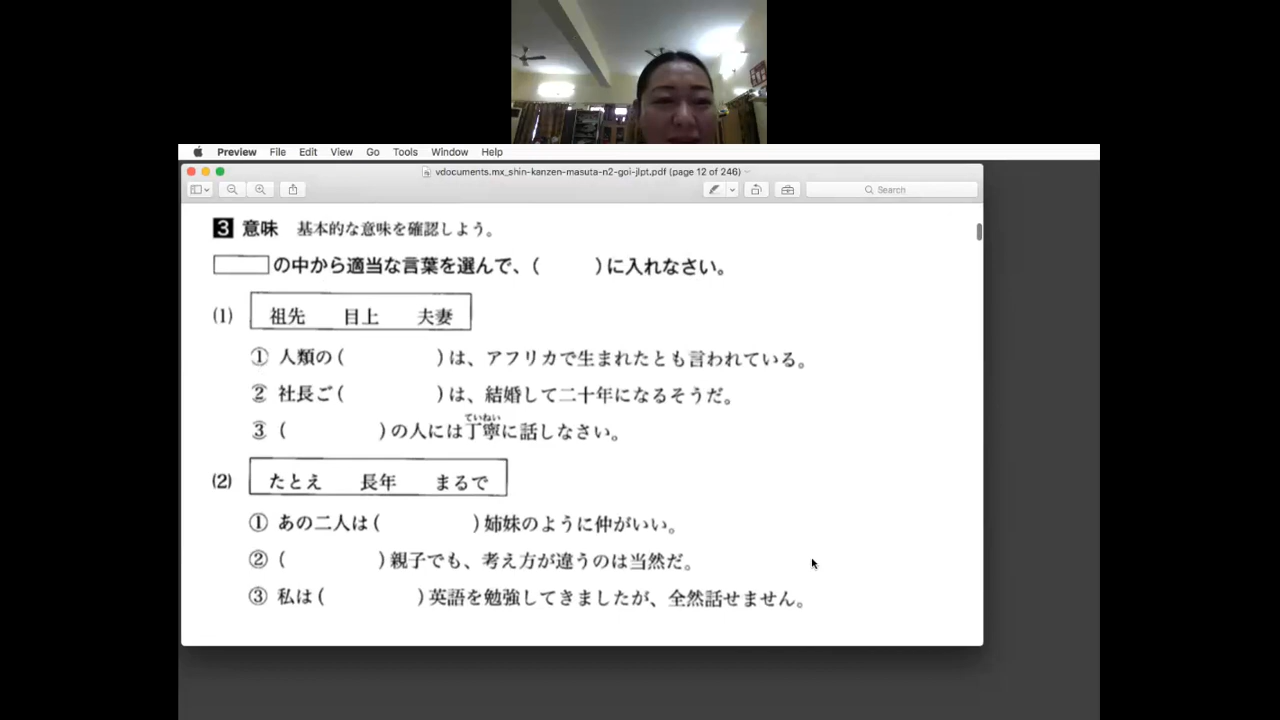 Preview File Edit View Go Tools Window Help
vdocuments.mx_shin-kanzen-masuta-n2-goi-jlpt.pdf (page 12 of 246)
Search
3 意味 基本的な意味を確認しよう。
の中から適当な言葉を選んで、( )に入れなさい。
(1) 祖先 目上 夫妻
① 人類の( )は、アフリカで生まれたとも言われている。
② 社長ご( )は、結婚して二十年になるそうだ。
ていねい
③ ( )の人には丁寧に話しなさい。
(2) たとえ 長年 まるで
① あの二人は( )姉妹のように仲がいい。
② ( )親子でも、考え方が違うのは当然だ。
③ 私は( )英語を勉強してきましたが、全然話せません。